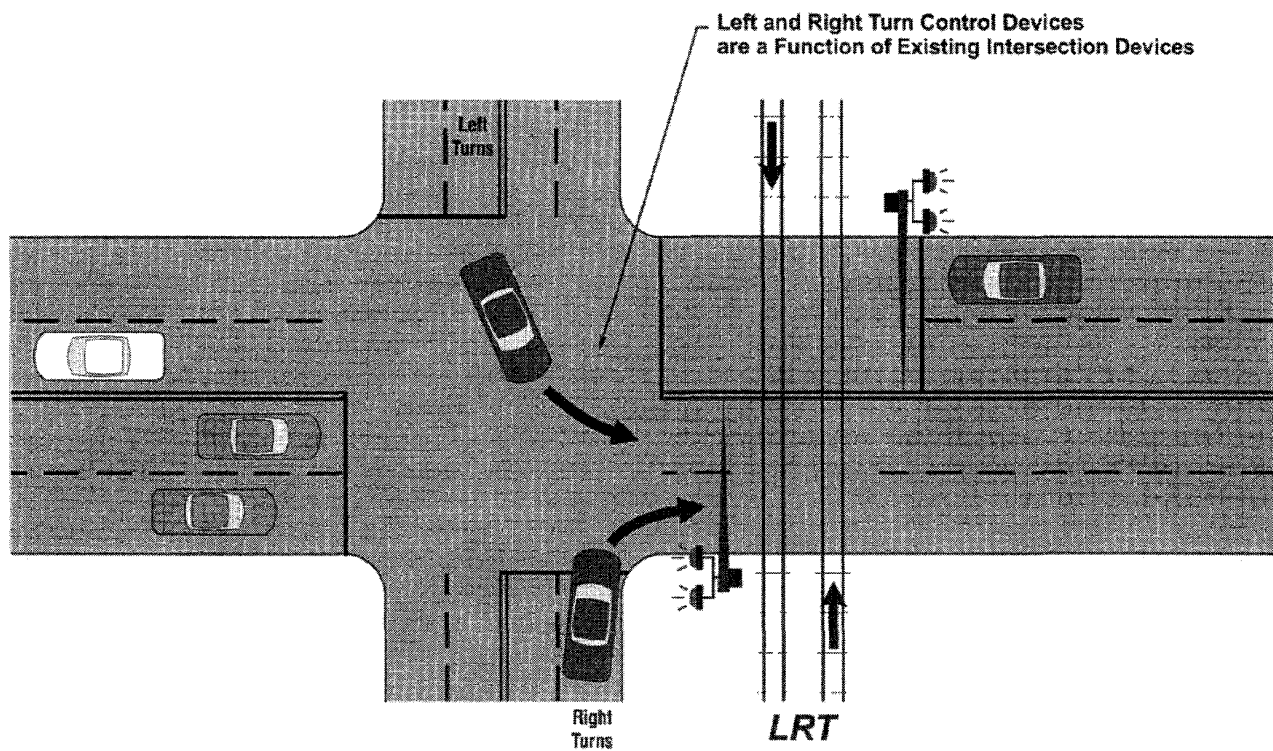 Left and Right Turn Control Devices
are a Function of Existing Intersection Devices
Left
Turns
Right
Turns
LRT